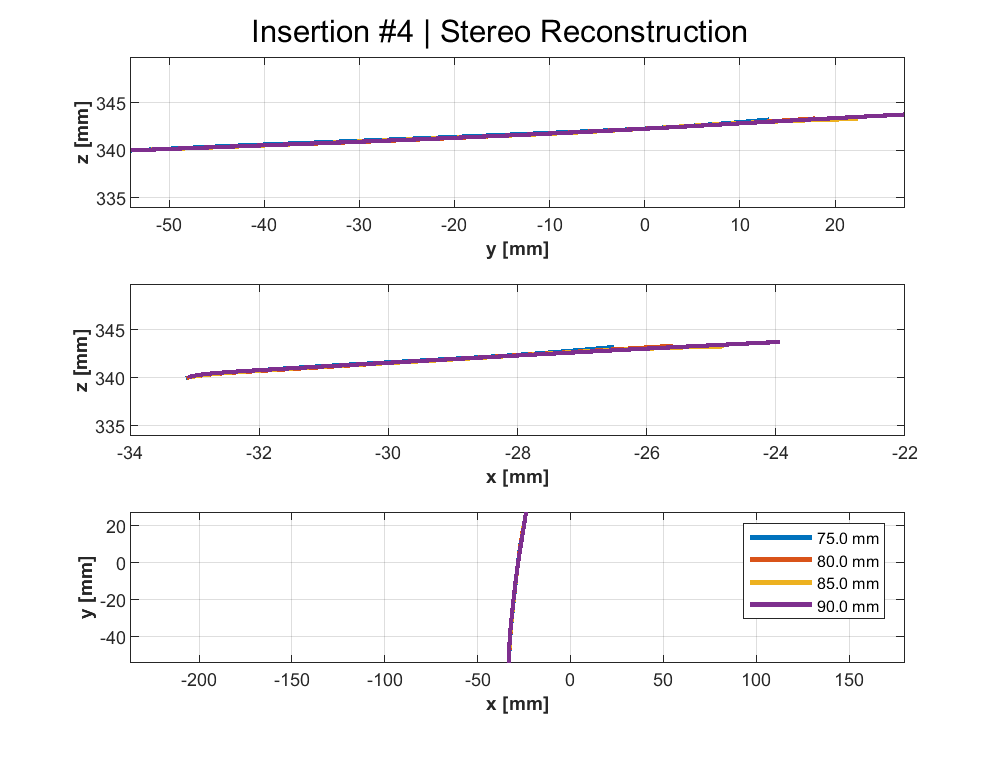 Insertion #4 | Stereo Reconstruction
345
340
335
z [mm]
-50 -40 -30 -20 -10 0 10 20
y [mm]
345
340
335
z [mm]
-34 -32 -30 -28 -26 -24 -22
x [mm]
20
0
-20
-40
y [mm]
75.0 mm
80.0 mm
85.0 mm
90.0 mm
-200 -150 -100 -50 0 50 100 150
x [mm]